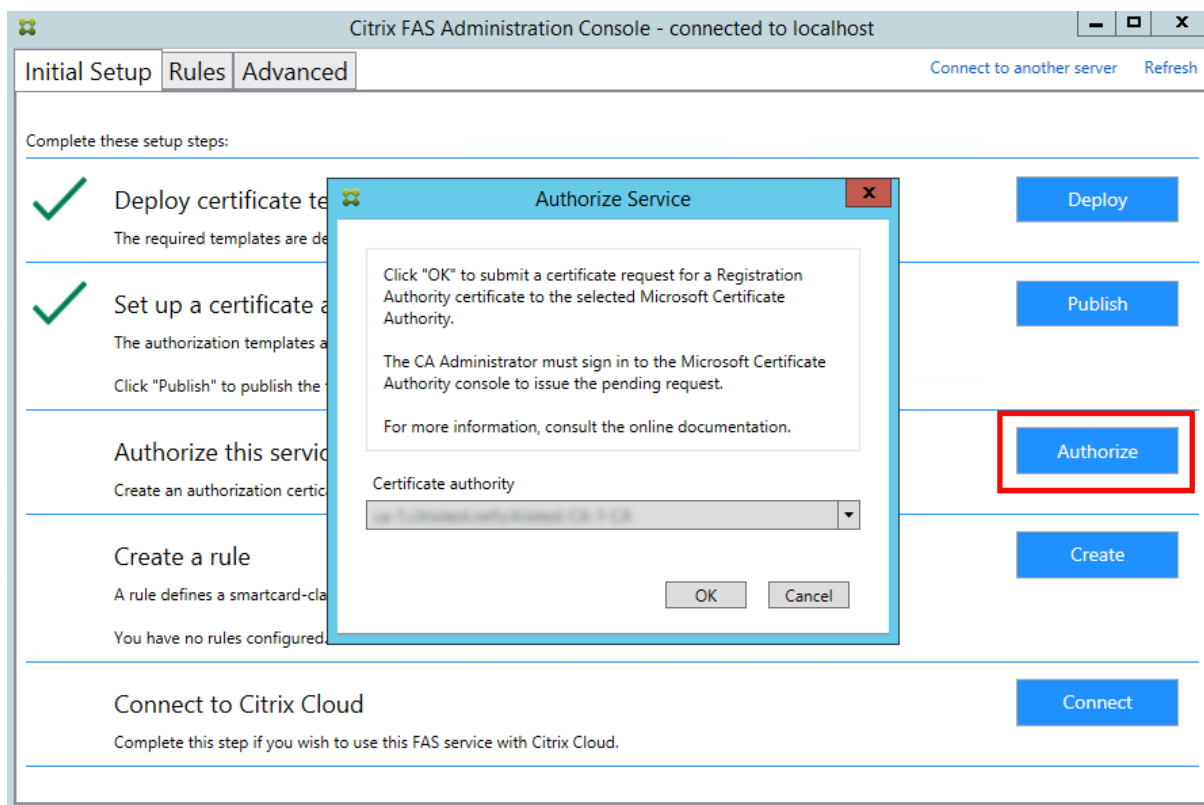 Citrix FAS Administration Console - connected to localhost
Initial Setup Rules Advanced Connect to another server Refresh
Complete these setup steps:
Deploy certificate te
Deploy
The required templates are de
Set up a certificate a
Publish
The authorization templates a
Click "Publish" to publish the
Authorize this servic
Authorize
Create an authorization certic
Create a rule
Create
A rule defines a smartcard-cla
You have no rules configured.
Connect to Citrix Cloud
Connect
Complete this step if you wish to use this FAS service with Citrix Cloud.
Authorize Service
x
Click "OK" to submit a certificate request for a Registration
Authority certificate to the selected Microsoft Certificate
Authority.
The CA Administrator must sign in to the Microsoft Certificate
Authority console to issue the pending request.
For more information, consult the online documentation.
Certificate authority
OK Cancel